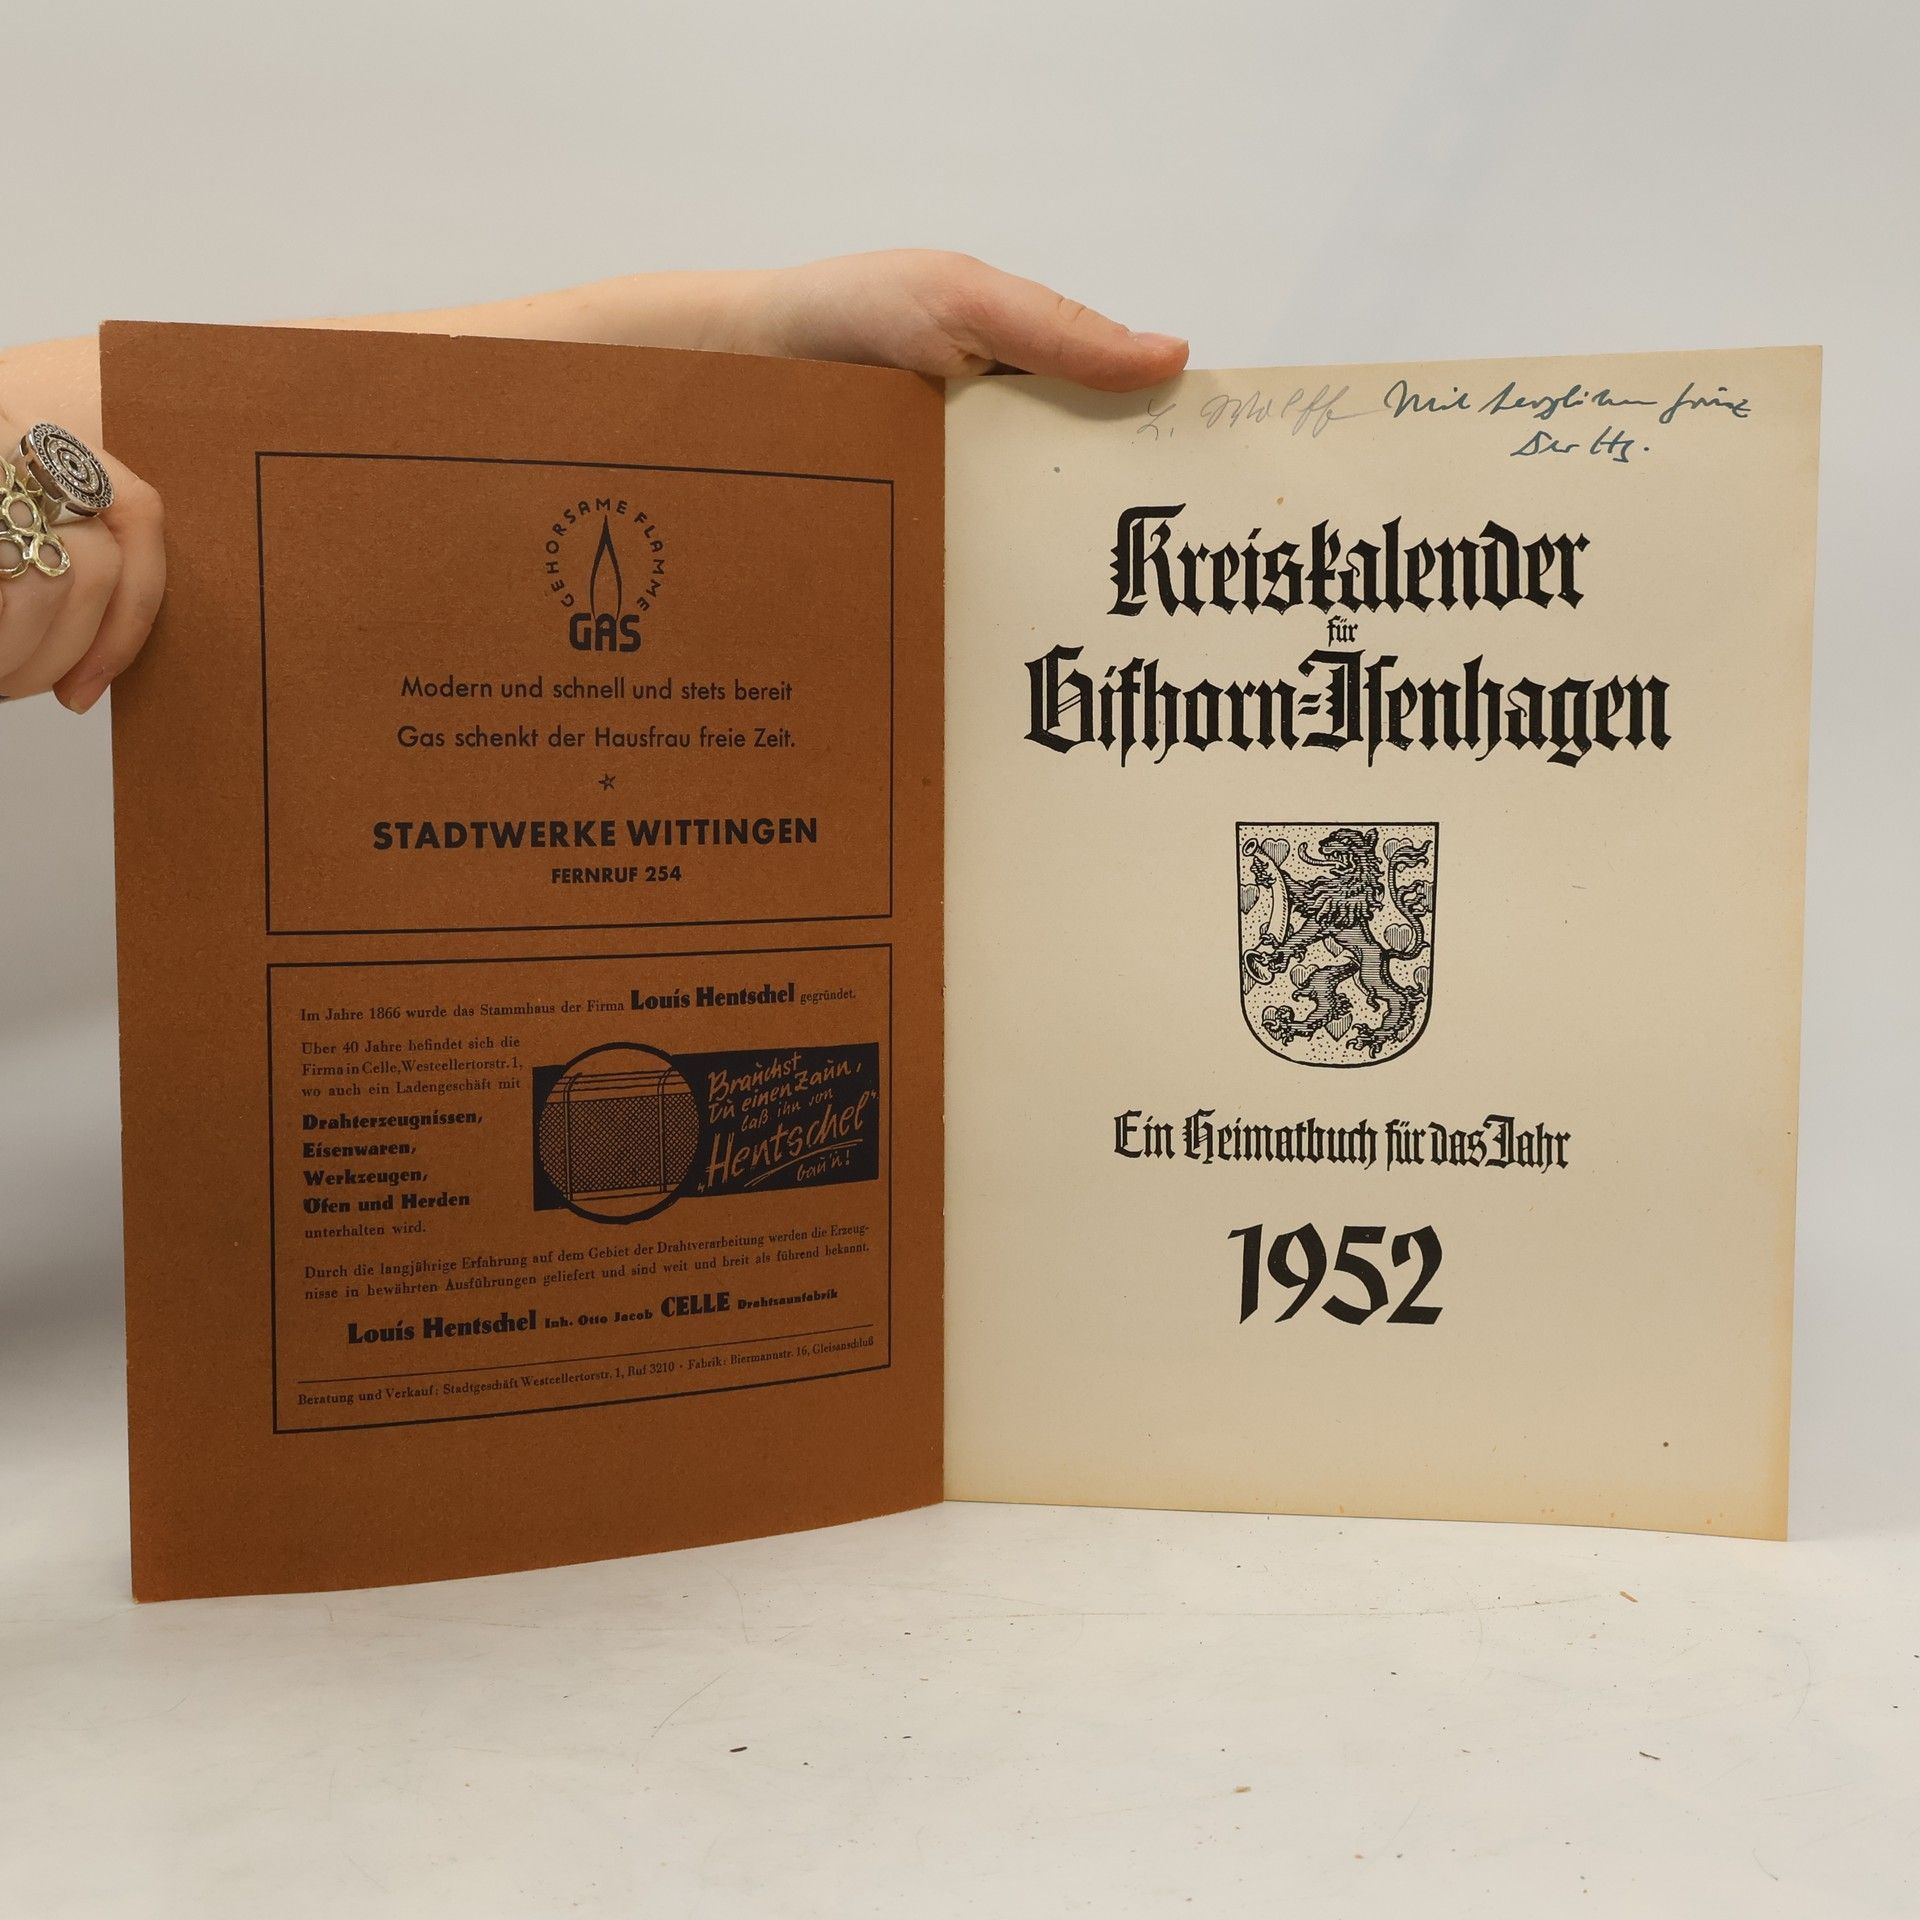 GEHORSAME FLAMME
GAS
Modern und schnell und stets bereit
Gas schenkt der Hausfrau freie Zeit.
STADTWERKE WITTINGEN
FERNRUF 254
Im Jahre 1866 wurde das Stammhaus der Firma Louis Hentschel gegründet.
Über 40 Jahre befindet sich die
Firma in Celle, Westcellertorstr. 1,
wo auch ein Ladengeschäft mit
Drahterzeugnissen,
Eisenwaren,
Werkzeugen,
Öfen und Herden
unterhalten wird.
Brauchst
Du einen Zaun,
laß ihn von
"Hentschel"
bau'n!
Durch die langjährige Erfahrung auf dem Gebiet der Drahtverarbeitung werden die Erzeug-
nisse in bewährten Ausführungen geliefert und sind weit und breit als führend bekannt.
Louis Hentschel Inh. Otto Jacob CELLE Drahtzaunfabrik
Beratung und Verkauf: Stadtgeschäft Westcellertorstr. 1, Ruf 3210 · Fabrik: Biermannstr. 16, Gleisanschluß
L. Wolff Mit herzlichem Gruß
Der Hg.
Kreiskalender
für
Gifhorn=Isenhagen
Ein Heimatbuch für das Jahr
1952